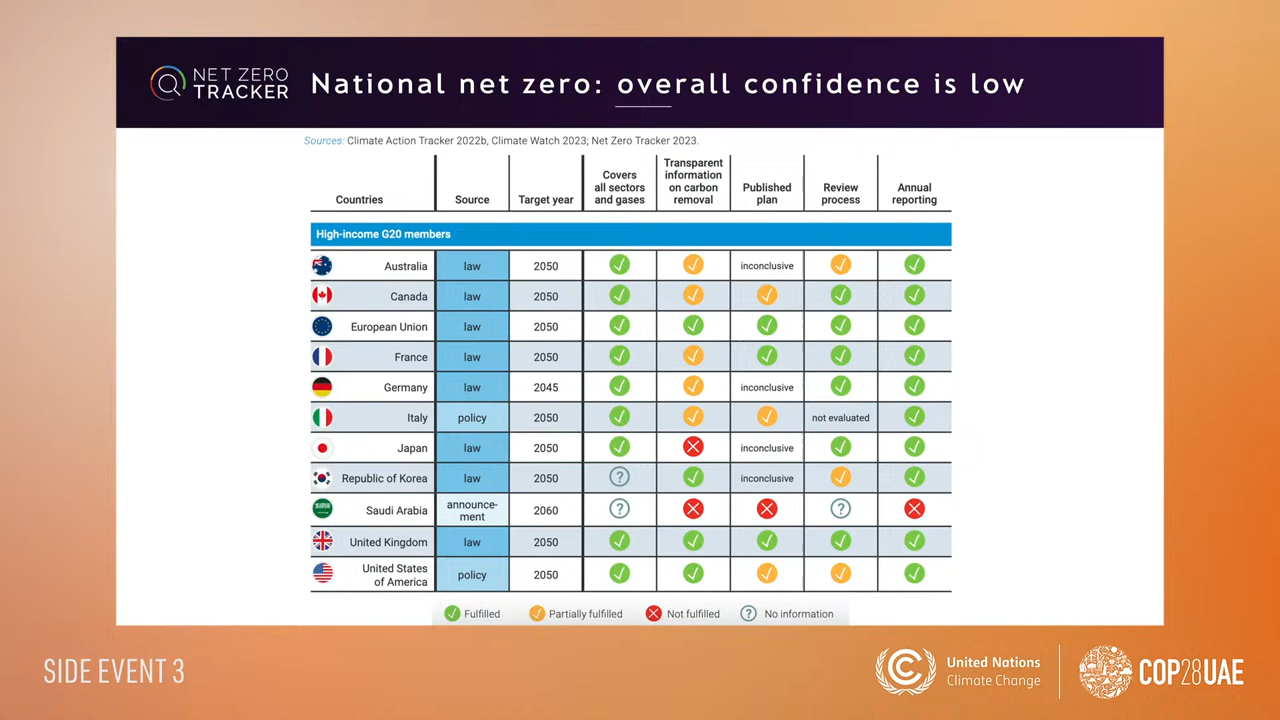 NET ZERO
TRACKER
National net zero: overall confidence is low
Sources: Climate Action Tracker 2022b, Climate Watch 2023; Net Zero Tracker 2023.
Countries
Source
Target year
Covers
all sectors
and gases
Transparent
information
on carbon
removal
Published
plan
Review
process
Annual
reporting
High-income G20 members
Australia law 2050 inconclusive
Canada law 2050
European Union law 2050
France law 2050
Germany law 2045 inconclusive
Italy policy 2050 not evaluated
Japan law 2050 inconclusive
Republic of Korea law 2050 ? inconclusive
Saudi Arabia announce-
ment 2060 ? ?
United Kingdom law 2050
United States
of America policy 2050
Fulfilled Partially fulfilled Not fulfilled ? No information
SIDE EVENT 3
United Nations
Climate Change
COP28UAE